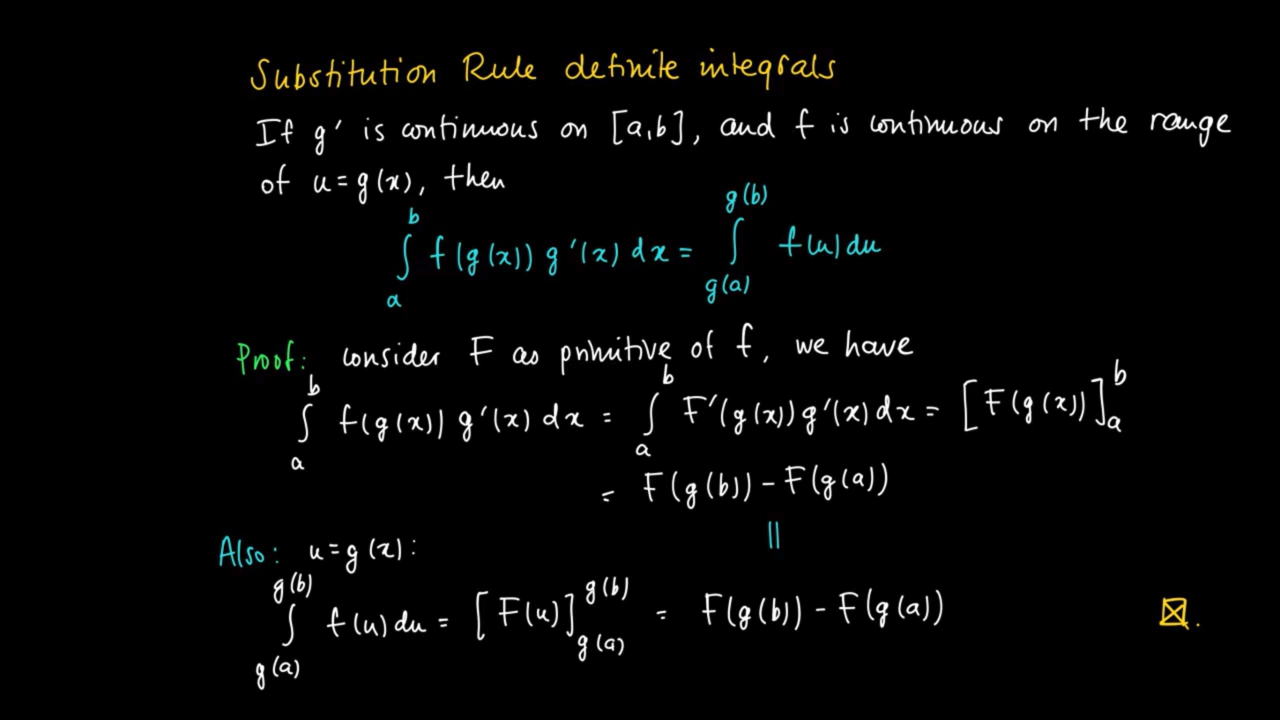 Substitution Rule definite integrals
If g' is continuous on [a,b], and f is continuous on the range
of u = g(x), then
∫_a^b f(g(x)) g'(x) dx = ∫_{g(a)}^{g(b)} f(u) du
Proof: consider F as primitive of f, we have
∫_a^b f(g(x)) g'(x) dx = ∫_a^b F'(g(x)) g'(x) dx = [F(g(x))]_a^b
= F(g(b)) - F(g(a))
||
Also: u = g(x):
∫_{g(a)}^{g(b)} f(u) du = [F(u)]_{g(a)}^{g(b)} = F(g(b)) - F(g(a)) ☒.